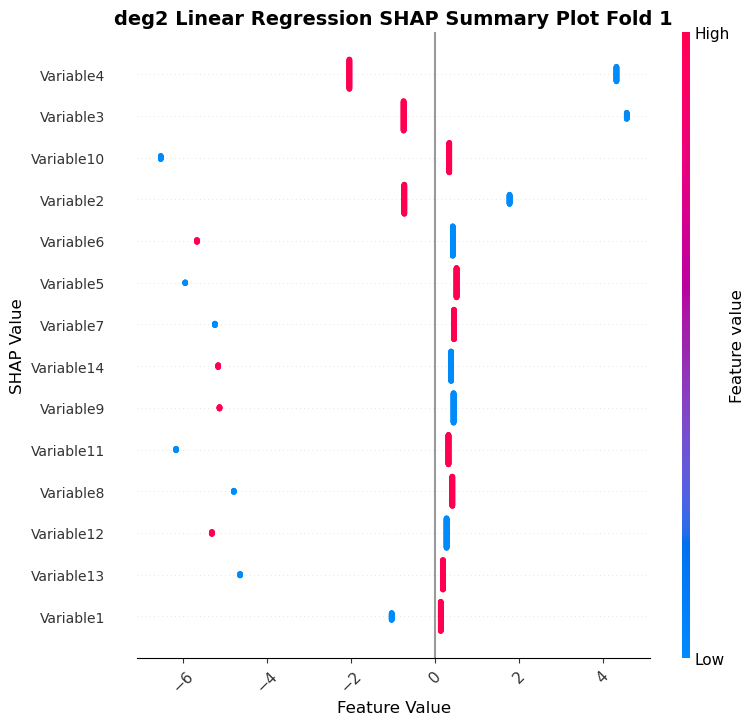 deg2 Linear Regression SHAP Summary Plot Fold 1
High
Variable4
Variable3
Variable10
Variable2
Variable6
Variable5
Variable7
Variable14
Variable9
Variable11
Variable8
Variable12
Variable13
Variable1
SHAP Value
Feature value
Low
−6 −4 −2 0 2 4
Feature Value